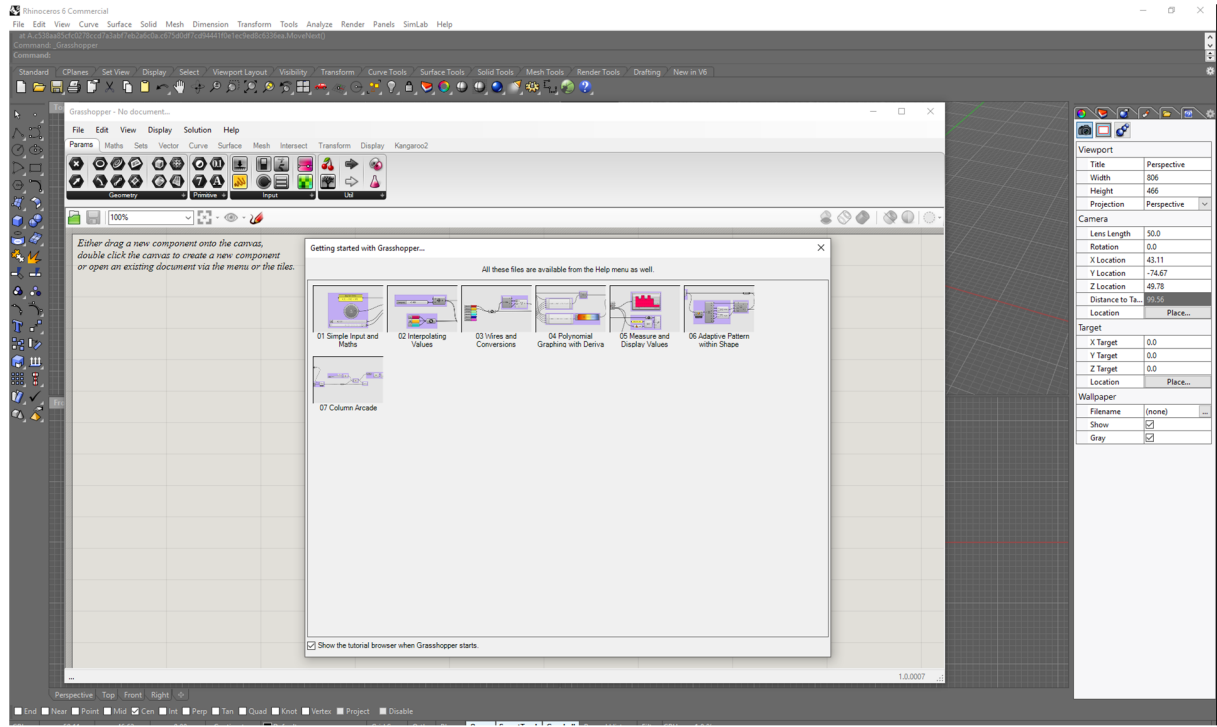 Rhinoceros 6 Commercial
File Edit View Curve Surface Solid Mesh Dimension Transform Tools Analyze Render Panels SimLab Help
Command: _Grasshopper
Command:
Standard CPlanes Set View Display Select Viewport Layout Visibility Transform Curve Tools Surface Tools Solid Tools Mesh Tools Render Tools Drafting New in V6
Grasshopper - No document...
File Edit View Display Solution Help
Params Maths Sets Vector Curve Surface Mesh Intersect Transform Display Kangaroo2
Geometry + Primitive + Input + Util +
100%
Either drag a new component onto the canvas,
double click the canvas to create a new component
or open an existing document via the menu or the tiles.
Getting started with Grasshopper...
All these files are available from the Help menu as well.
01 Simple Input and
Maths
02 Interpolating
Values
03 Wires and
Conversions
04 Polynomial
Graphing with Deriva
05 Measure and
Display Values
06 Adaptive Pattern
within Shape
07 Column Arcade
Show the tutorial browser when Grasshopper starts.
...
1.0.0007
Viewport
Title Perspective
Width 806
Height 466
Projection Perspective
Camera
Lens Length 50.0
Rotation 0.0
X Location 43.11
Y Location -74.67
Z Location 49.78
Distance to Ta... 99.56
Location Place...
Target
X Target 0.0
Y Target 0.0
Z Target 0.0
Location Place...
Wallpaper
Filename (none) ...
Show
Gray
Perspective Top Front Right
End Near Point Mid Cen Int Perp Tan Quad Knot Vertex Project Disable